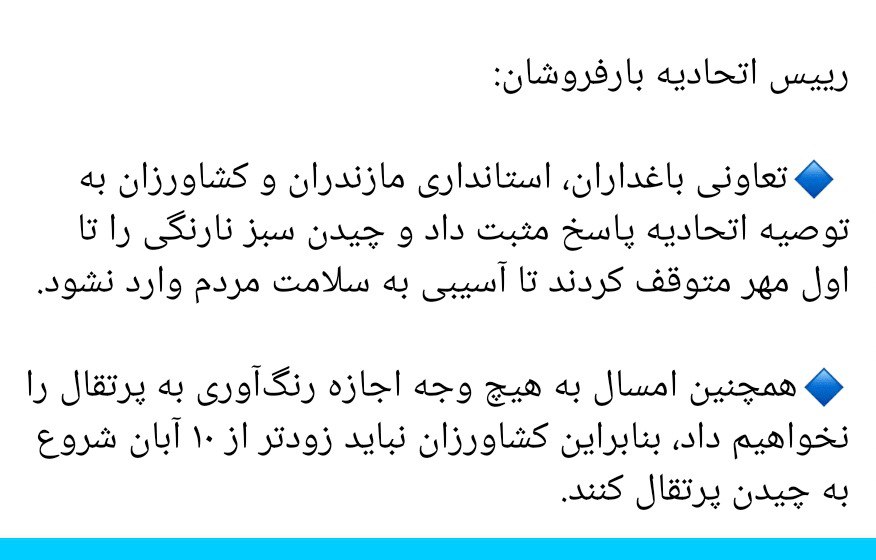 رییس اتحادیه بارفروشان:
🔷تعاونی باغداران، استانداری مازندران و کشاورزان به
توصیه اتحادیه پاسخ مثبت داد و چیدن سبز نارنگی را تا
اول مهر متوقف کردند تا آسیبی به سلامت مردم وارد نشود.
🔷همچنین امسال به هیچ وجه اجازه رنگ‌آوری به پرتقال را
نخواهیم داد، بنابراین کشاورزان نباید زودتر از ۱۰ آبان شروع
به چیدن پرتقال کنند.